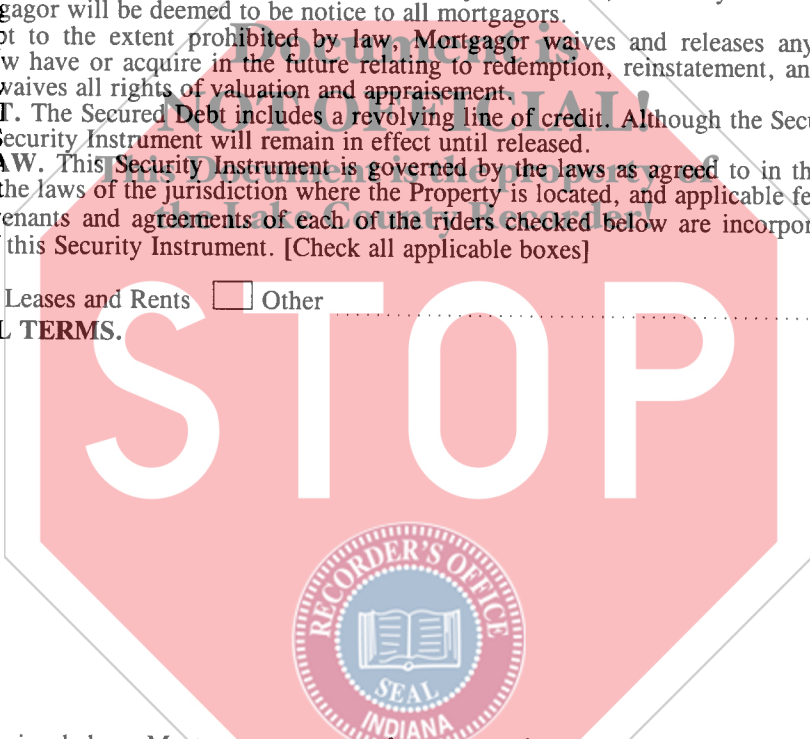 gagor will be deemed to be notice to all mortgagors.
pt to the extent prohibited by law, Mortgagor waives and releases any
w have or acquire in the future relating to redemption, reinstatement, an
waives all rights of valuation and appraisement.
T. The Secured Debt includes a revolving line of credit. Although the Secu
Security Instrument will remain in effect until released.
AW. This Security Instrument is governed by the laws as agreed to in th
the laws of the jurisdiction where the Property is located, and applicable fe
enants and agreements of each of the riders checked below are incorpor
this Security Instrument. [Check all applicable boxes]
Leases and Rents Other
L TERMS.
Document is
NOT OFFICIAL!
This Document is the property of
the Lake County Recorder!
STOP
RECORDER'S OFFICE
SEAL
INDIANA